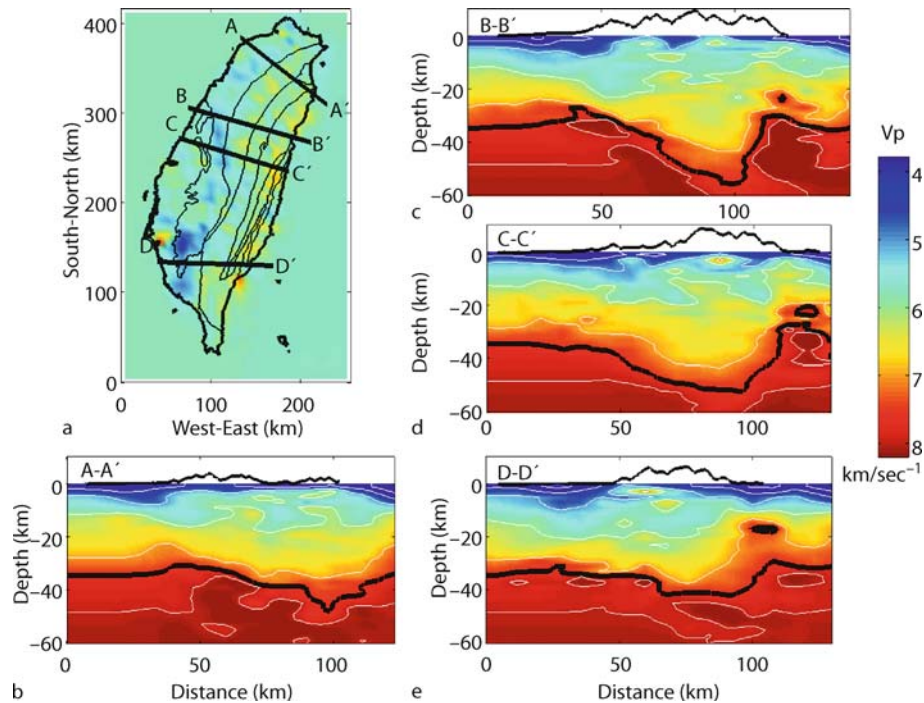 400
300
200
100
0
South-North (km)
A
A´
B
B´
C
C´
D
D´
0
100
200
a
West-East (km)
B-B´
0
−20
−40
−60
Depth (km)
c
0
50
100
C-C´
0
−20
−40
−60
Depth (km)
d
0
50
100
Vp
4
5
6
7
8
km/sec⁻¹
A-A´
0
−20
−40
−60
Depth (km)
0
50
100
b
Distance (km)
D-D´
0
−20
−40
−60
Depth (km)
0
50
100
e
Distance (km)